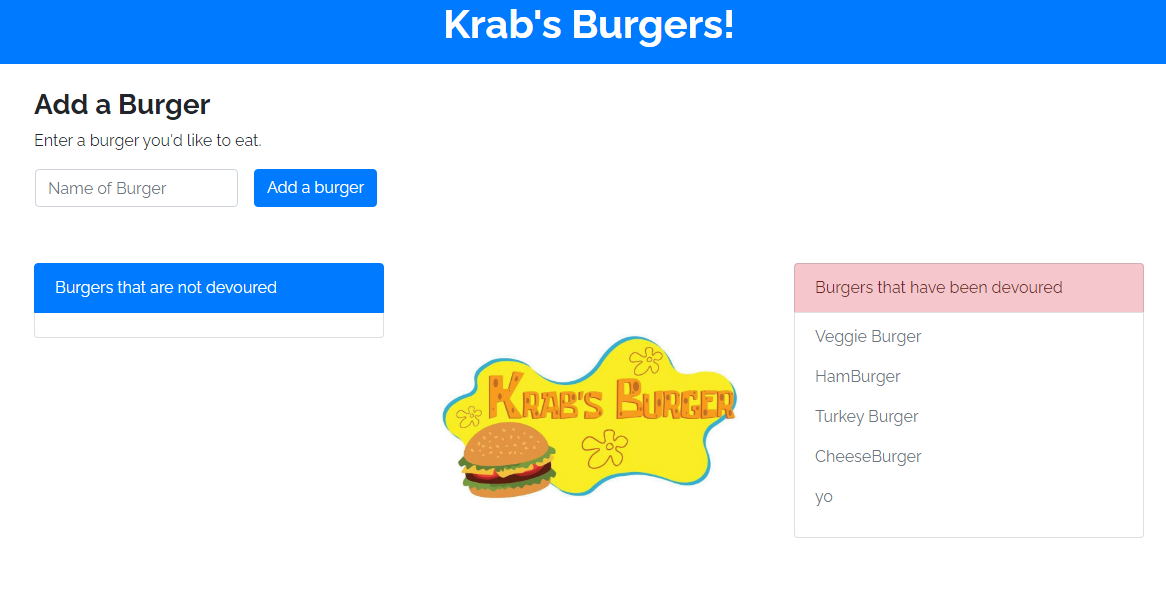 Krab's Burgers!
Add a Burger
Enter a burger you'd like to eat.
Name of Burger
Add a burger
Burgers that are not devoured
KRAB'S BURGER
Burgers that have been devoured
Veggie Burger
HamBurger
Turkey Burger
CheeseBurger
yo